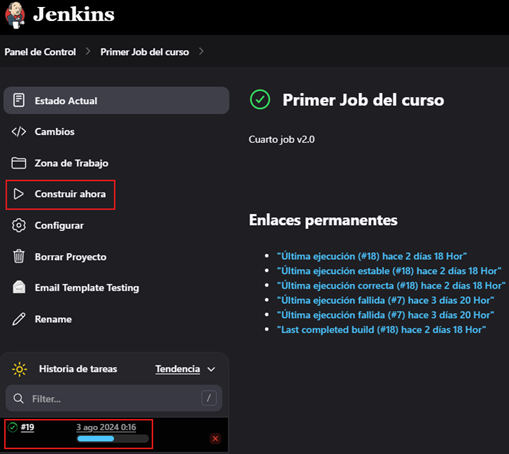 Jenkins
Panel de Control > Primer Job del curso >
Estado Actual
Cambios
Zona de Trabajo
Construir ahora
Configurar
Borrar Proyecto
Email Template Testing
Rename
Historia de tareas
Tendencia
Filter...
/
#19
3 ago 2024 0:16
Primer Job del curso
Cuarto job v2.0
Enlaces permanentes
"Última ejecución (#18) hace 2 días 18 Hor"
"Última ejecución estable (#18) hace 2 días 18 Hor"
"Última ejecución correcta (#18) hace 2 días 18 Hor"
"Última ejecución fallida (#7) hace 3 días 20 Hor"
"Última ejecución fallida (#7) hace 3 días 20 Hor"
"Last completed build (#18) hace 2 días 18 Hor"